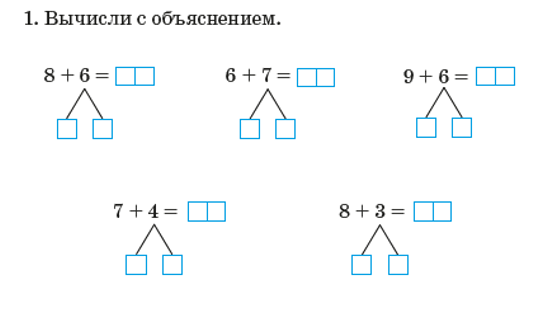 1. Вычисли с объяснением.
8 + 6 =
6 + 7 =
9 + 6 =
7 + 4 =
8 + 3 =